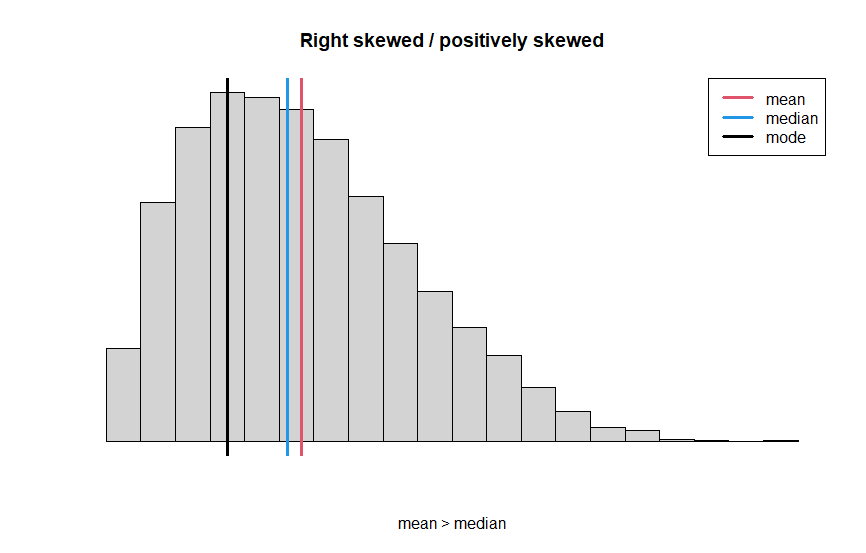 Right skewed / positively skewed
mean
median
mode
mean > median